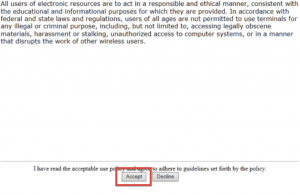 All users of electronic resources are to act in a responsible and ethical manner, consistent with
the educational and informational purposes for which they are provided. In accordance with
federal and state laws and regulations, users of all ages are not permitted to use terminals for
any illegal or criminal purpose, including, but not limited to, accessing legally obscene
materials, harassment or stalking, unauthorized access to computer systems, or in a manner
that disrupts the work of other wireless users.
I have read the acceptable use policy and agree to adhere to guidelines set forth by the policy.
Accept Decline